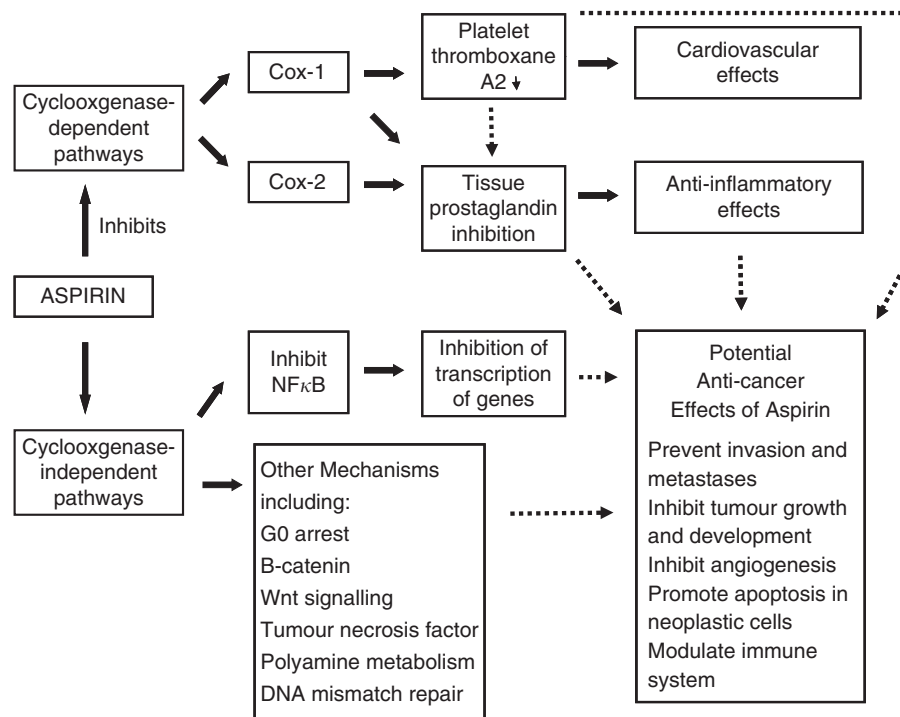 Platelet
thromboxane
A2 ↓
Cardiovascular
effects
Cox-1
Cyclooxgenase-
dependent
pathways
Cox-2
Tissue
prostaglandin
inhibition
Anti-inflammatory
effects
Inhibits
ASPIRIN
Inhibit
NFκB
Inhibition of
transcription
of genes
Cyclooxgenase-
independent
pathways
Other Mechanisms
including:
G0 arrest
B-catenin
Wnt signalling
Tumour necrosis factor
Polyamine metabolism
DNA mismatch repair
Potential
Anti-cancer
Effects of Aspirin
Prevent invasion and
metastases
Inhibit tumour growth
and development
Inhibit angiogenesis
Promote apoptosis in
neoplastic cells
Modulate immune
system